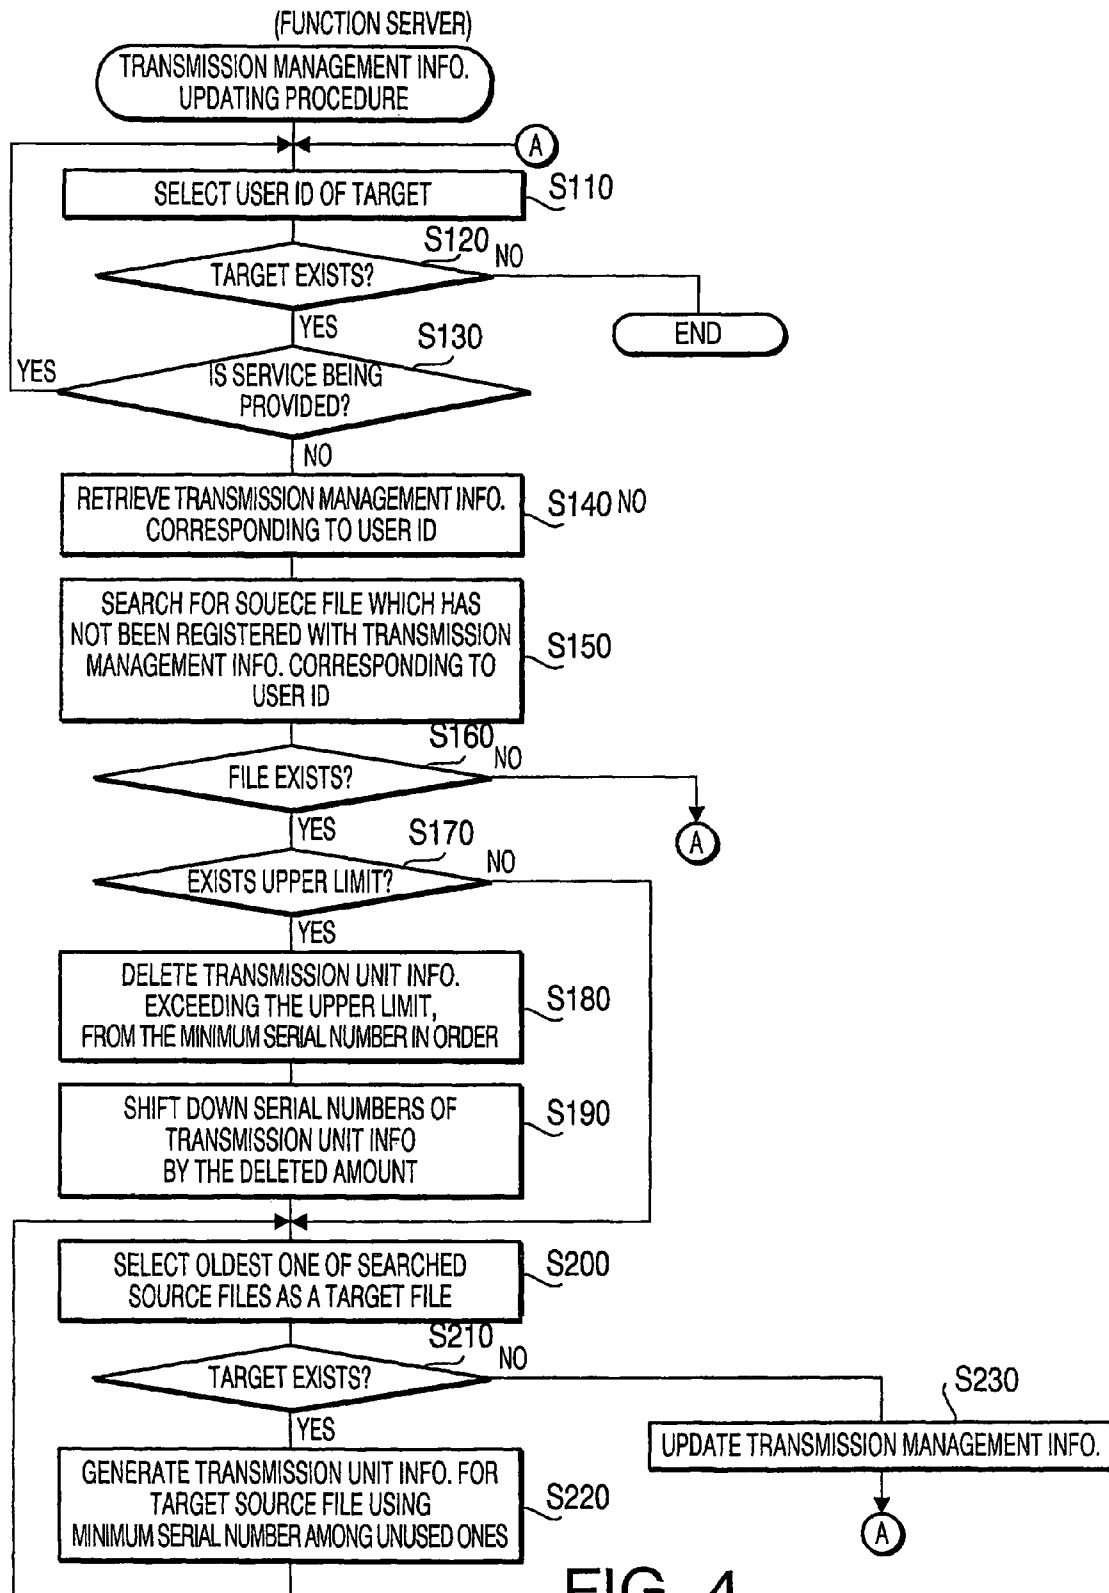 (FUNCTION SERVER)
TRANSMISSION MANAGEMENT INFO.
UPDATING PROCEDURE
A
SELECT USER ID OF TARGET
S110
S120
NO
TARGET EXISTS?
YES
END
S130
YES
IS SERVICE BEING
PROVIDED?
NO
RETRIEVE TRANSMISSION MANAGEMENT INFO.
CORRESPONDING TO USER ID
S140 NO
SEARCH FOR SOUECE FILE WHICH HAS
NOT BEEN REGISTERED WITH TRANSMISSION
MANAGEMENT INFO. CORRESPONDING TO
USER ID
S150
S160
NO
FILE EXISTS?
YES
A
S170
NO
EXISTS UPPER LIMIT?
YES
DELETE TRANSMISSION UNIT INFO.
EXCEEDING THE UPPER LIMIT,
FROM THE MINIMUM SERIAL NUMBER IN ORDER
S180
SHIFT DOWN SERIAL NUMBERS OF
TRANSMISSION UNIT INFO
BY THE DELETED AMOUNT
S190
SELECT OLDEST ONE OF SEARCHED
SOURCE FILES AS A TARGET FILE
S200
S210
NO
TARGET EXISTS?
YES
S230
UPDATE TRANSMISSION MANAGEMENT INFO.
A
GENERATE TRANSMISSION UNIT INFO. FOR
TARGET SOURCE FILE USING
MINIMUM SERIAL NUMBER AMONG UNUSED ONES
S220
FIG. 4